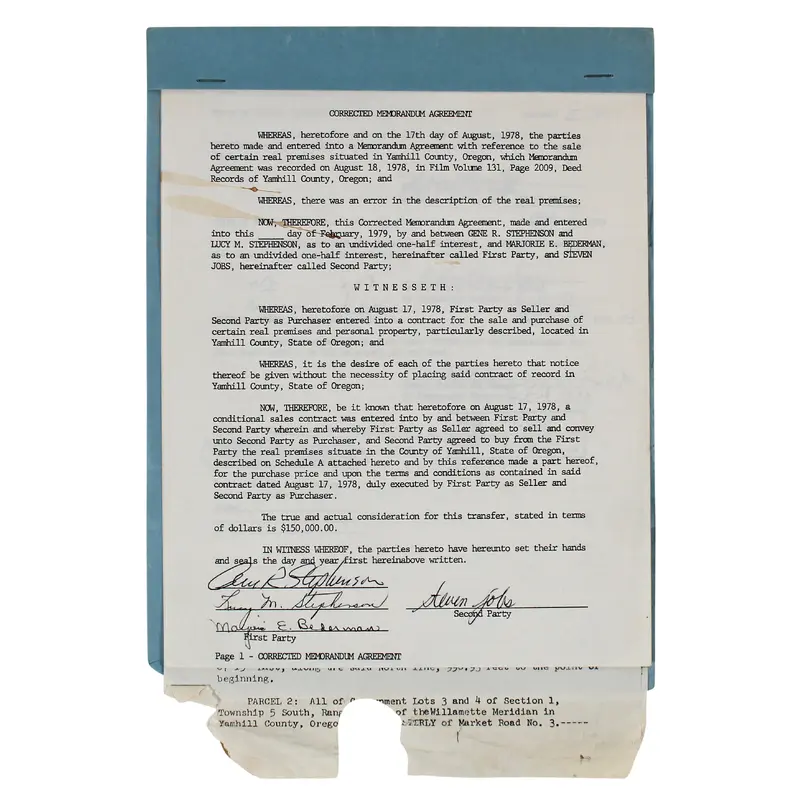 CORRECTED MEMORANDUM AGREEMENT
WHEREAS, heretofore and on the 17th day of August, 1978, the parties
hereto made and entered into a Memorandum Agreement with reference to the sale
of certain real premises situated in Yamhill County, Oregon, which Memorandum
Agreement was recorded on August 18, 1978, in Film Volume 131, Page 2009, Deed
Records of Yamhill County, Oregon; and
WHEREAS, there was an error in the description of the real premises;
NOW, THEREFORE, this Corrected Memorandum Agreement, made and entered
into this _____ day of February, 1979, by and between GENE R. STEPHENSON and
LUCY M. STEPHENSON, as to an undivided one-half interest, and MARJORIE E. BEDERMAN,
as to an undivided one-half interest, hereinafter called First Party, and STEVEN
JOBS, hereinafter called Second Party;
W I T N E S S E T H :
WHEREAS, heretofore on August 17, 1978, First Party as Seller and
Second Party as Purchaser entered into a contract for the sale and purchase of
certain real premises and personal property, particularly described, located in
Yamhill County, State of Oregon; and
WHEREAS, it is the desire of each of the parties hereto that notice
thereof be given without the necessity of placing said contract of record in
Yamhill County, State of Oregon;
NOW, THEREFORE, be it known that heretofore on August 17, 1978, a
conditional sales contract was entered into by and between First Party and
Second Party wherein and whereby First Party as Seller agreed to sell and convey
unto Second Party as Purchaser, and Second Party agreed to buy from the First
Party the real premises situate in the County of Yamhill, State of Oregon,
described on Schedule A attached hereto and by this reference made a part hereof,
for the purchase price and upon the terms and conditions as contained in said
contract dated August 17, 1978, duly executed by First Party as Seller and
Second Party as Purchaser.
The true and actual consideration for this transfer, stated in terms
of dollars is $150,000.00.
IN WITNESS WHEREOF, the parties hereto have hereunto set their hands
and seals the day and year first hereinabove written.
Gene R. Stephenson
Lucy M. Stephenson
steven jobs
Second Party
Marjorie E. Bederman
First Party
Page 1 - CORRECTED MEMORANDUM AGREEMENT
said North line, feet to the point of
beginning.
PARCEL 2: All of Lots 3 and 4 of Section 1,
Township 5 South, of theWillamette Meridian in
Yamhill County, of Market Road No. 3.-----